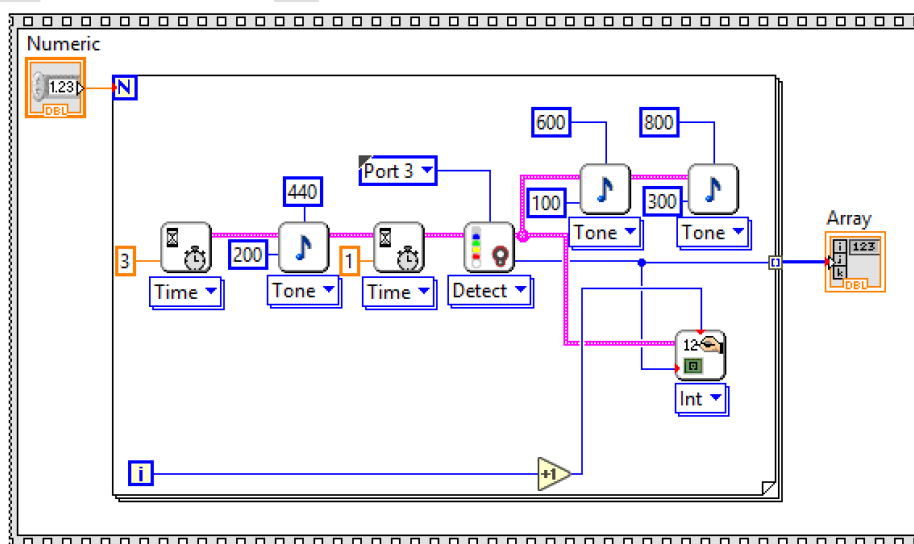 Numeric
1.23
DBL
N
600
800
Port 3
440
100
300
Tone
Tone
Array
3
200
1
i
j
k
123
DBL
Time
Tone
Time
Detect
12
Int
i
+1